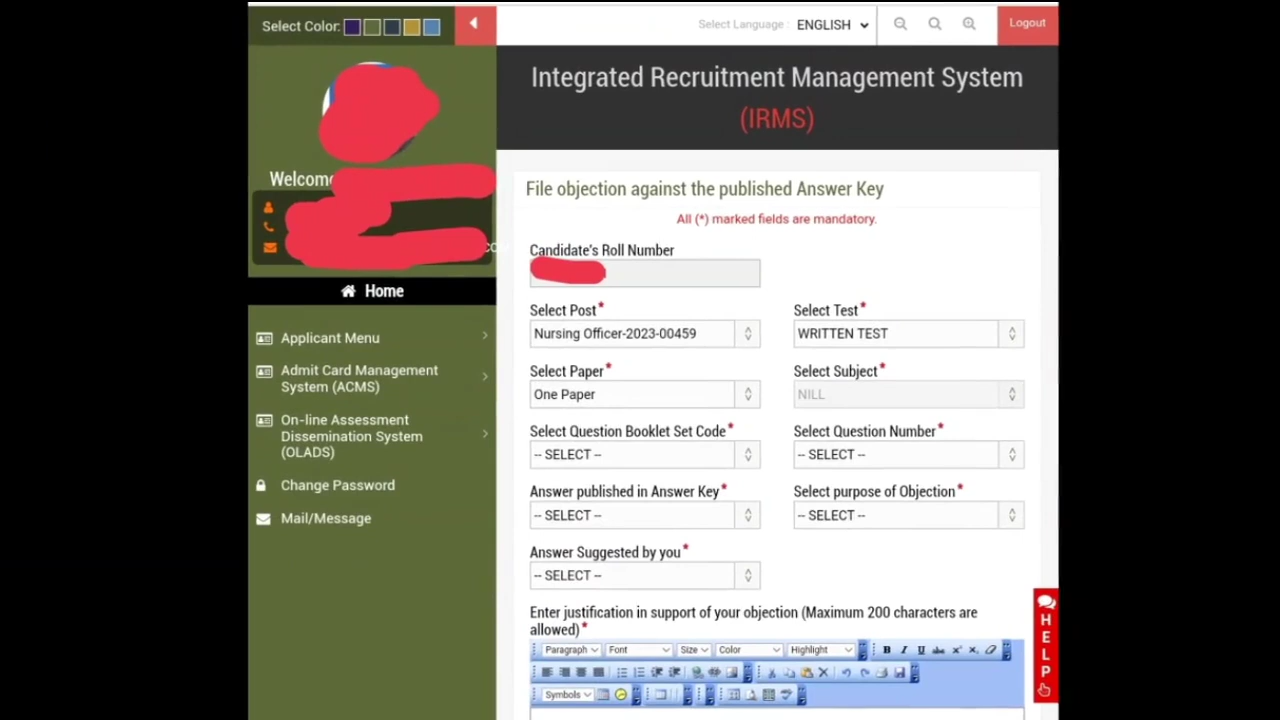 Select Color:
Select Language :
ENGLISH
Logout
Integrated Recruitment Management System
(IRMS)
Welcome
File objection against the published Answer Key
All (*) marked fields are mandatory.
Candidate's Roll Number
Home
Select Post*
Select Test*
Nursing Officer-2023-00459
WRITTEN TEST
Applicant Menu
Admit Card Management
System (ACMS)
On-line Assessment
Dissemination System
(OLADS)
Change Password
Mail/Message
Select Paper*
Select Subject*
One Paper
NILL
Select Question Booklet Set Code*
Select Question Number*
-- SELECT --
-- SELECT --
Answer published in Answer Key*
Select purpose of Objection*
-- SELECT --
-- SELECT --
Answer Suggested by you*
-- SELECT --
Enter justification in support of your objection (Maximum 200 characters are
allowed)*
Paragraph Font Size Color Highlight B I U abc x² x₂
Symbols
HELP